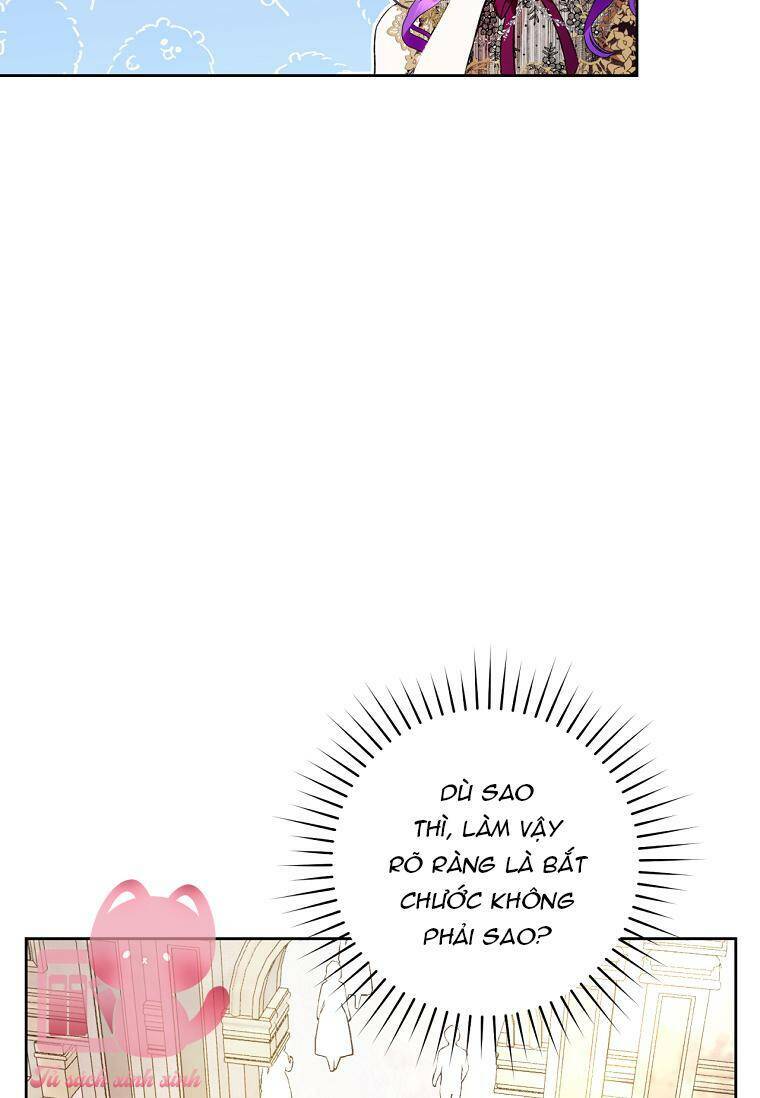 DÙ SAO
THÌ, LÀM VẬY
RÕ RÀNG LÀ BẮT
CHƯỚC KHÔNG
PHẢI SAO?
Tủ sách xinh xinh